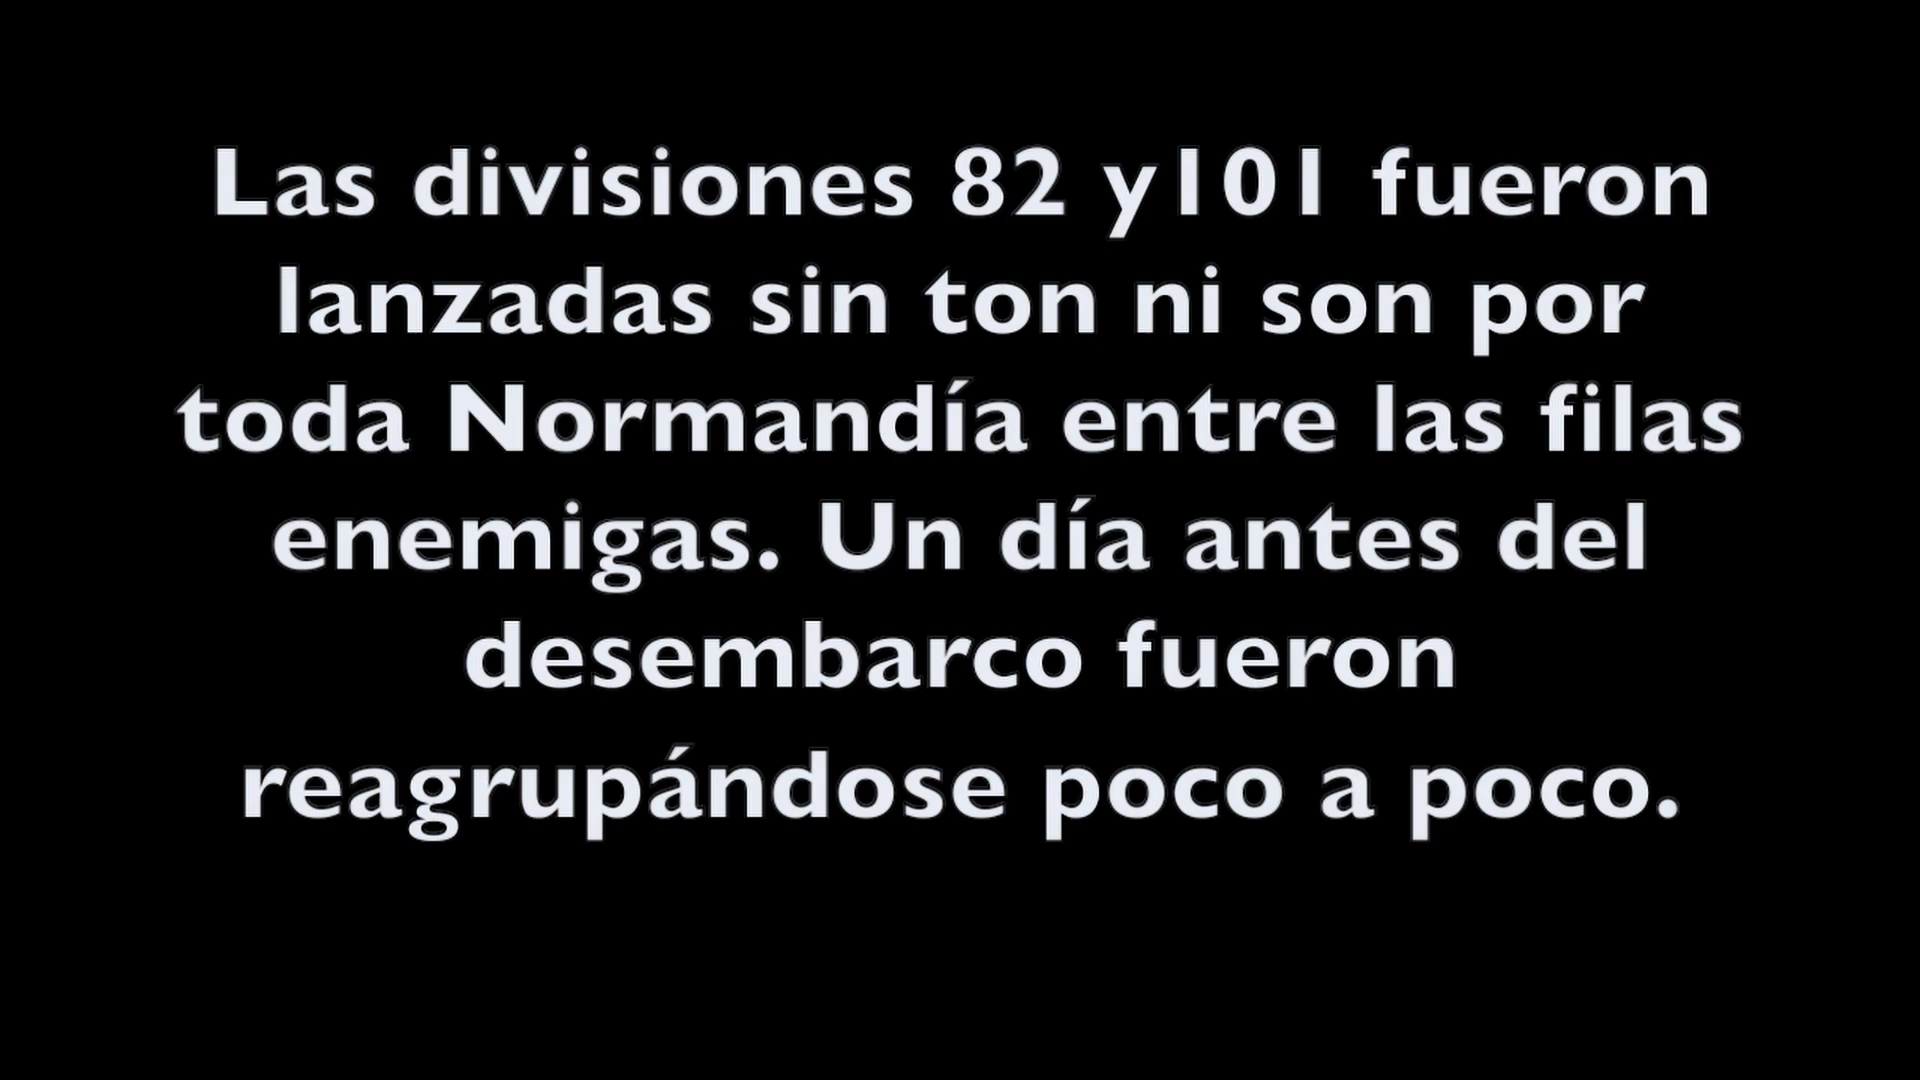 Las divisiones 82 y101 fueron
lanzadas sin ton ni son por
toda Normandía entre las filas
enemigas. Un día antes del
desembarco fueron
reagrupándose poco a poco.